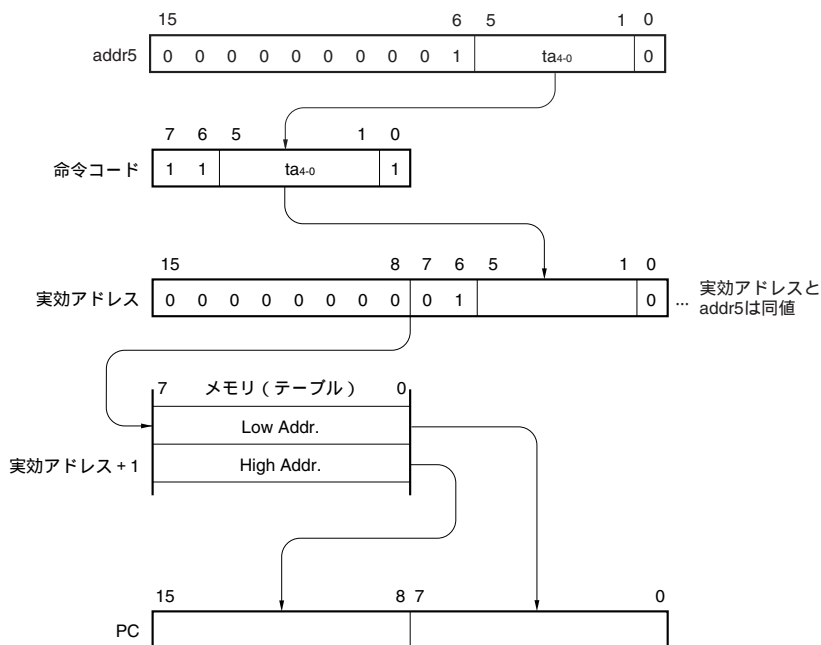 15 6 5 1 0
addr5 0 0 0 0 0 0 0 0 0 1 ta4-0 0
7 6 5 1 0
命令コード 1 1 ta4-0 1
15 8 7 6 5 1 0
実効アドレス 0 0 0 0 0 0 0 0 0 1 0 … 実効アドレスと
addr5は同値
7 メモリ（テーブル） 0
Low Addr.
実効アドレス+1 High Addr.
15 8 7 0
PC